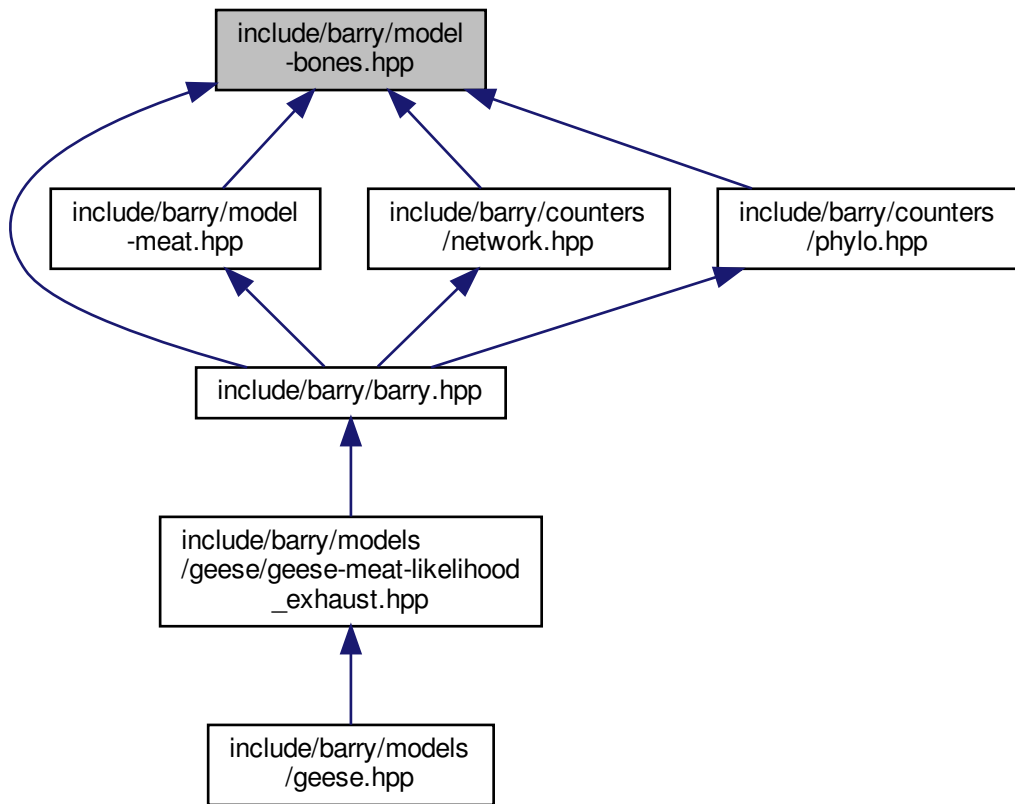 include/barry/model
-bones.hpp
include/barry/model
-meat.hpp
include/barry/counters
/network.hpp
include/barry/counters
/phylo.hpp
include/barry/barry.hpp
include/barry/models
/geese/geese-meat-likelihood
_exhaust.hpp
include/barry/models
/geese.hpp